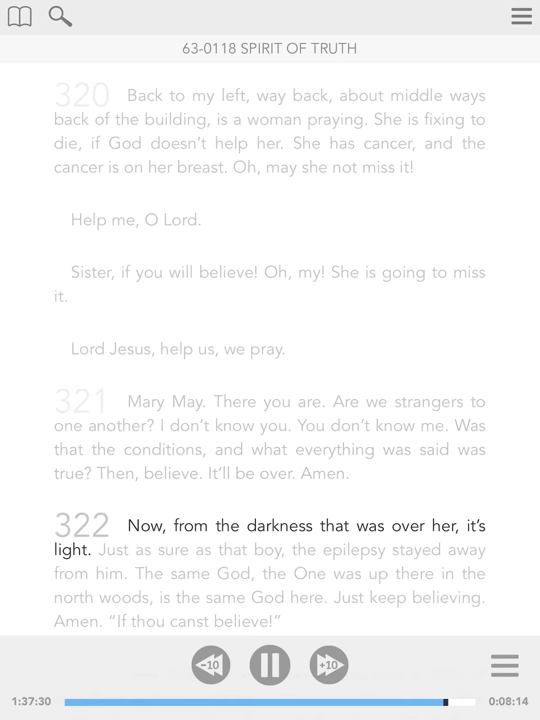 63-0118 SPIRIT OF TRUTH
320 Back to my left, way back, about middle ways
back of the building, is a woman praying. She is fixing to
die, if God doesn't help her. She has cancer, and the
cancer is on her breast. Oh, may she not miss it!
Help me, O Lord.
Sister, if you will believe! Oh, my! She is going to miss
it.
Lord Jesus, help us, we pray.
321 Mary May. There you are. Are we strangers to
one another? I don't know you. You don't know me. Was
that the conditions, and what everything was said was
true? Then, believe. It'll be over. Amen.
322 Now, from the darkness that was over her, it's
light. Just as sure as that boy, the epilepsy stayed away
from him. The same God, the One was up there in the
north woods, is the same God here. Just keep believing.
Amen. “If thou canst believe!”
-10 +10
1:37:30 0:08:14